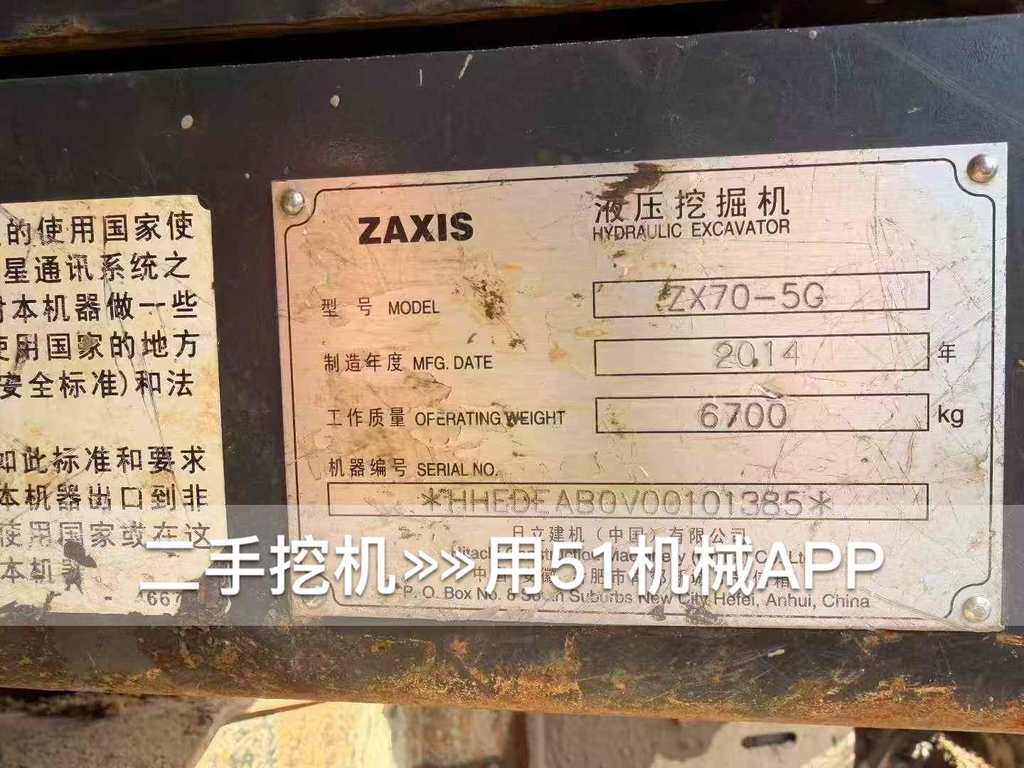 的使用国家使
星通讯系统之
对本机器做一些
使用国家的地方
安全标准)和法
如此标准和要求
本机器出口到非
使用国家或在这
本机器
667
ZAXIS
液压挖掘机
HYDRAULIC EXCAVATOR
型 号 MODEL ZX70-5G
制造年度 MFG. DATE 2014 年
工作质量 OFERATING WEIGHT 6700 kg
机器编号 SERIAL NO.
*HHEDEAB0V00101385*
日立建机(中国)有限公司
P. O. Box No. 8 South Suburbs New City Hefei, Anhui, China
二手挖机»»用51机械APP